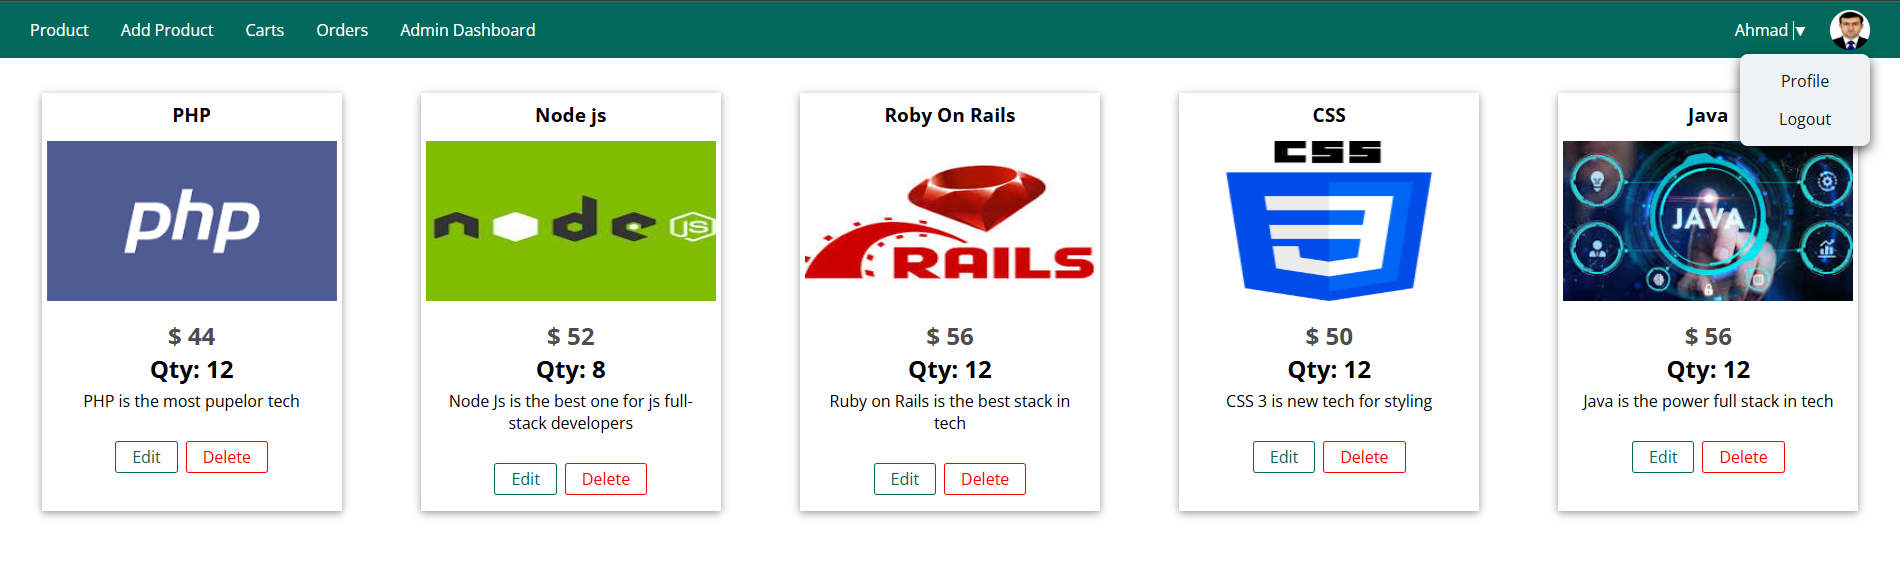 Product Add Product Carts Orders Admin Dashboard Ahmad |▼
Profile
Logout
PHP
php
$ 44
Qty: 12
PHP is the most pupelor tech
Edit Delete
Node js
node JS
$ 52
Qty: 8
Node Js is the best one for js full-
stack developers
Edit Delete
Roby On Rails
RAILS
$ 56
Qty: 12
Ruby on Rails is the best stack in
tech
Edit Delete
CSS
CSS
3
$ 50
Qty: 12
CSS 3 is new tech for styling
Edit Delete
Java
JAVA
$ 56
Qty: 12
Java is the power full stack in tech
Edit Delete